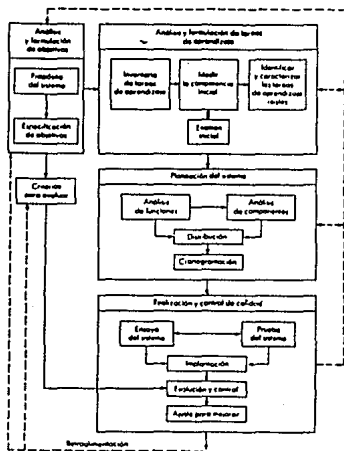 Análisis
y formulación
de objetivos
Análisis y formulación de tareas
de aprendizaje
Propósitos
del sistema
Especificación
de objetivos
Criterios
para evaluar
Inventario
de tareas
de aprendizaje
Medir
la competencia
inicial
Identificar
y caracterizar
las tareas
de aprendizaje
reales
Examen
inicial
Planeación del sistema
Análisis
de funciones
Análisis
de componentes
Distribución
Cronogramación
Realización y control de calidad
Ensayo
del sistema
Prueba
del sistema
Implantación
Evolución y control
Ajuste para mejorar
Retroalimentación